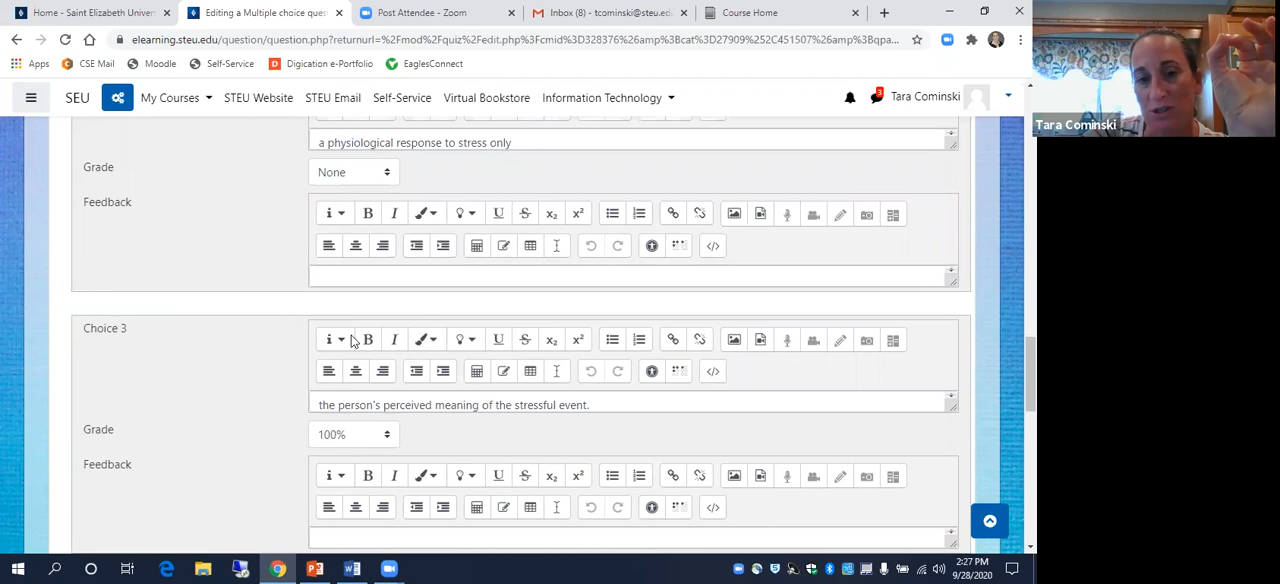 Home - Saint Elizabeth Univer
Editing a Multiple choice ques
Post Attendee - Zoom
Inbox (8) - tcominski@steu.edu
Course Home
elearning.steu.edu/question/question.php?returnurl=%2Fmod%2Fquiz%2Fedit.php%3Fcmid%3D328376%26amp%3Bcat%3D27909%252C451507%26amp%3Bqpa...
Apps
CSE Mail
Moodle
Self-Service
Digication e-Portfolio
EaglesConnect
SEU
My Courses
STEU Website
STEU Email
Self-Service
Virtual Bookstore
Information Technology
3
Tara Cominski
Tara Cominski
a physiological response to stress only
Grade
None
Feedback
Choice 3
the person's perceived meaning of the stressful event.
Grade
100%
Feedback
2:27 PM
9/28/2020